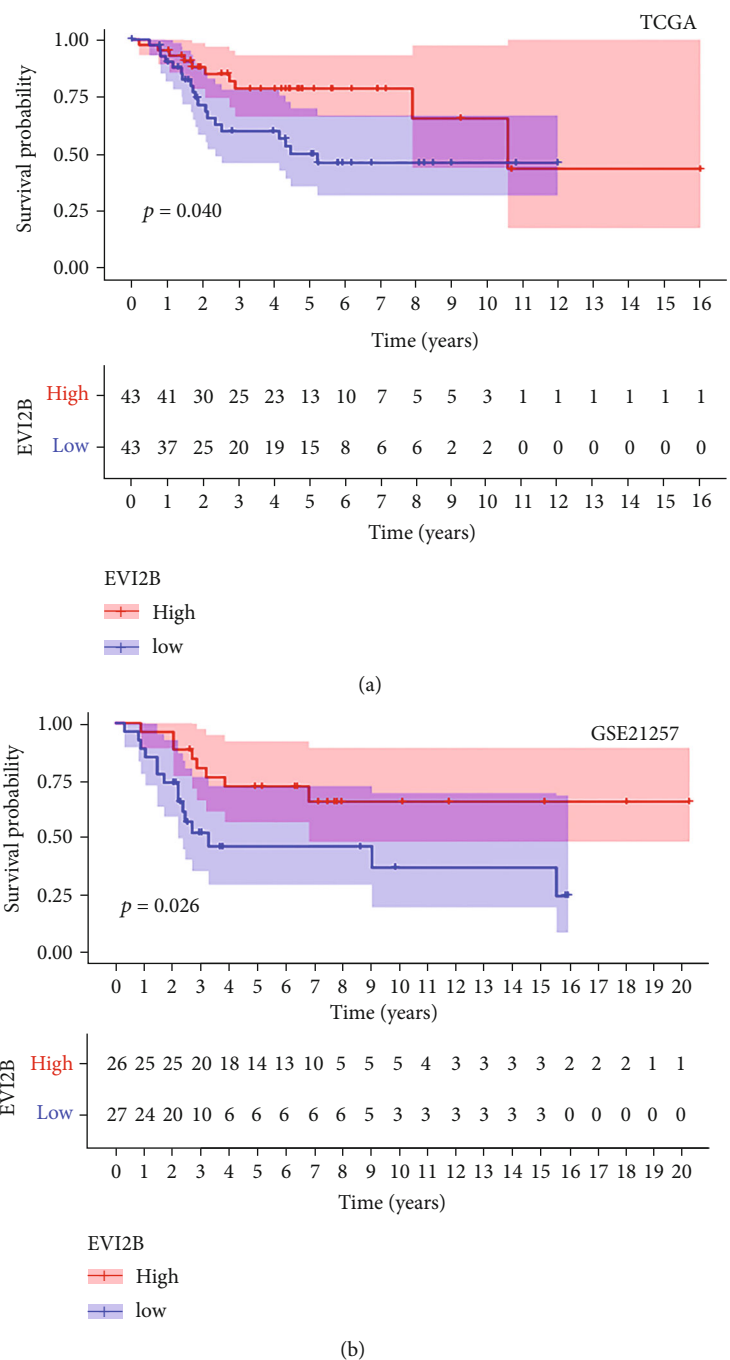 TCGA
1.00
0.75
0.50
0.25
0.00
Survival probability
p = 0.040
0 1 2 3 4 5 6 7 8 9 10 11 12 13 14 15 16
Time (years)
EVI2B
High 43 41 30 25 23 13 10 7 5 5 3 1 1 1 1 1 1
Low 43 37 25 20 19 15 8 6 6 2 2 0 0 0 0 0 0
0 1 2 3 4 5 6 7 8 9 10 11 12 13 14 15 16
Time (years)
EVI2B
High
low
(a)
GSE21257
1.00
0.75
0.50
0.25
0.00
Survival probability
p = 0.026
0 1 2 3 4 5 6 7 8 9 10 11 12 13 14 15 16 17 18 19 20
Time (years)
EVI2B
High 26 25 25 20 18 14 13 10 5 5 5 4 3 3 3 3 2 2 2 1 1
Low 27 24 20 10 6 6 6 6 6 5 3 3 3 3 3 3 0 0 0 0 0
0 1 2 3 4 5 6 7 8 9 10 11 12 13 14 15 16 17 18 19 20
Time (years)
EVI2B
High
low
(b)